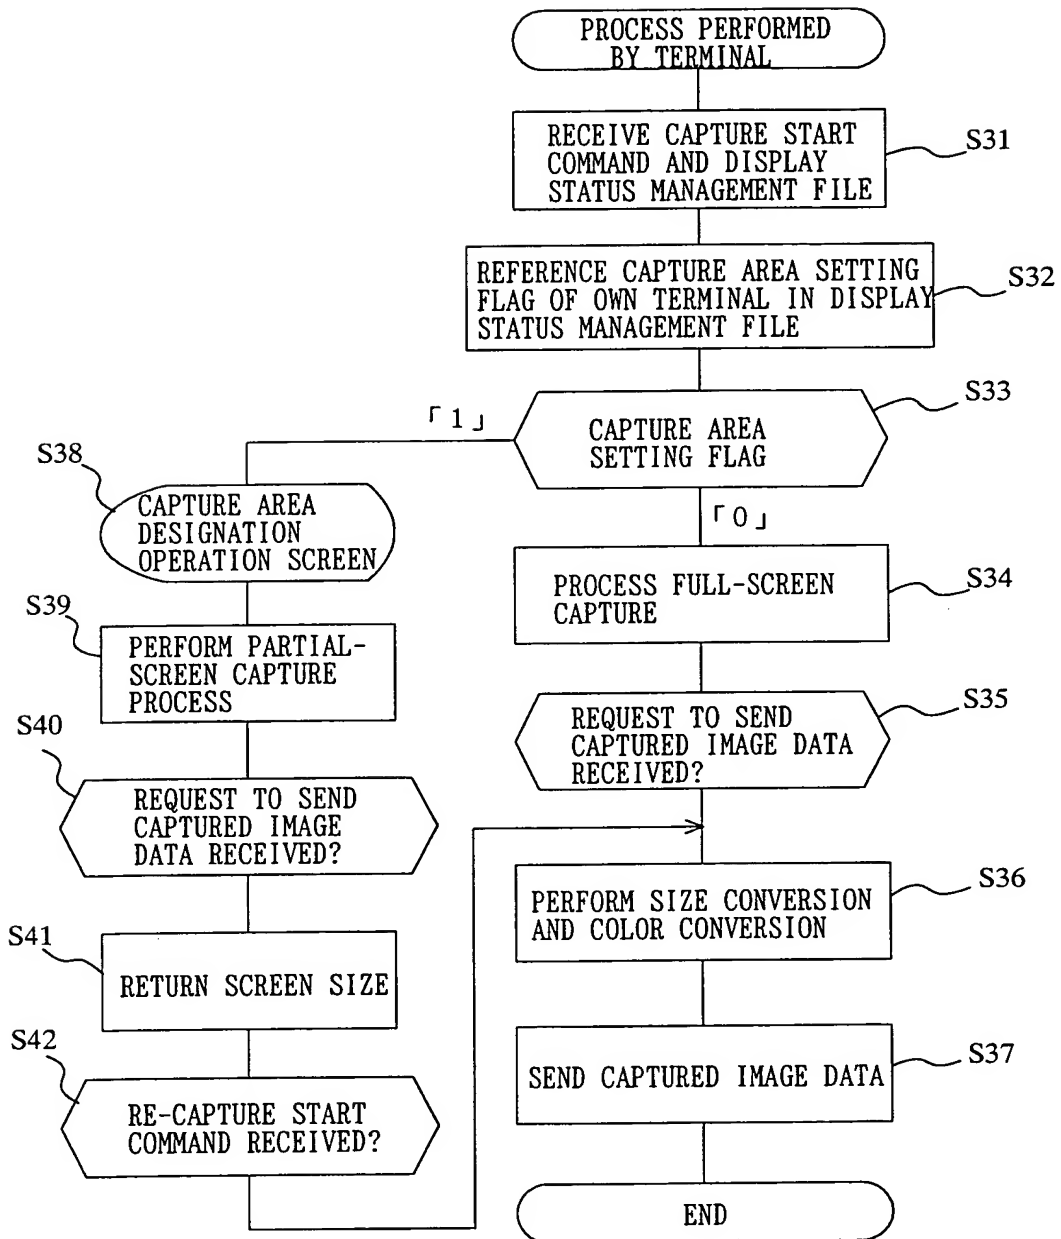 PROCESS PERFORMED
BY TERMINAL
RECEIVE CAPTURE START
COMMAND AND DISPLAY
STATUS MANAGEMENT FILE
S31
REFERENCE CAPTURE AREA SETTING
FLAG OF OWN TERMINAL IN DISPLAY
STATUS MANAGEMENT FILE
S32
CAPTURE AREA
SETTING FLAG
S33
「1」
「0」
S38
CAPTURE AREA
DESIGNATION
OPERATION SCREEN
PROCESS FULL-SCREEN
CAPTURE
S34
S39
PERFORM PARTIAL-
SCREEN CAPTURE
PROCESS
REQUEST TO SEND
CAPTURED IMAGE DATA
RECEIVED?
S35
S40
REQUEST TO SEND
CAPTURED IMAGE
DATA RECEIVED?
PERFORM SIZE CONVERSION
AND COLOR CONVERSION
S36
S41
RETURN SCREEN SIZE
SEND CAPTURED IMAGE DATA
S37
S42
RE-CAPTURE START
COMMAND RECEIVED?
END